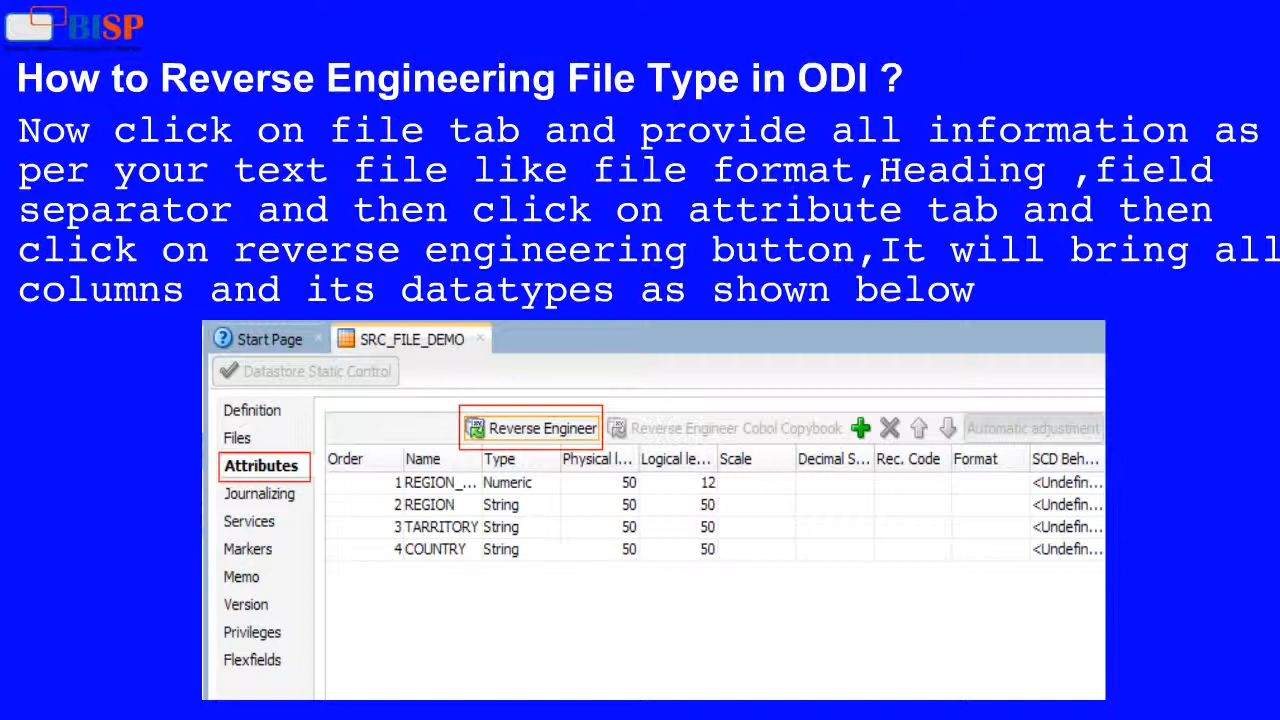 BISP
How to Reverse Engineering File Type in ODI ?
Now click on file tab and provide all information as
per your text file like file format,Heading ,field
separator and then click on attribute tab and then
click on reverse engineering button,It will bring all
columns and its datatypes as shown below
Start Page SRC_FILE_DEMO
Datastore Static Control
Definition
Files
Attributes
Journalizing
Services
Markers
Memo
Version
Privileges
Flexfields
Reverse Engineer Reverse Engineer Cobol Copybook Automatic adjustment
Order Name Type Physical l... Logical le... Scale Decimal S... Rec. Code Format SCD Beh...
1 REGION_... Numeric 50 12 <Undefin...
2 REGION String 50 50 <Undefin...
3 TARRITORY String 50 50 <Undefin...
4 COUNTRY String 50 50 <Undefin...